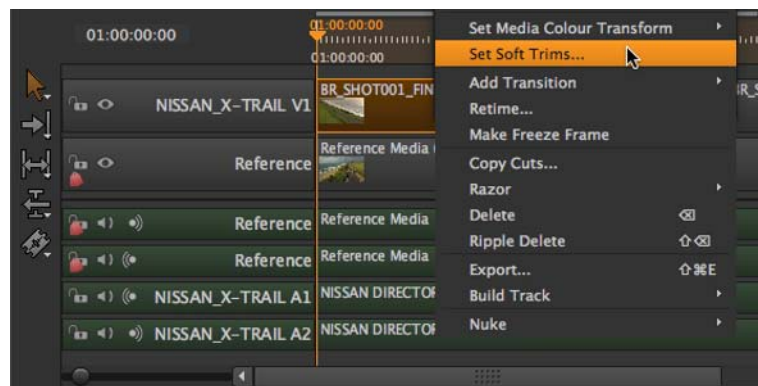 01:00:00:00
01:00:00:00
01:00:00:00
NISSAN_X-TRAIL V1
BR_SHOT001_FIN
Reference
Reference Media
Reference
Reference Media
Reference
Reference Media
NISSAN_X-TRAIL A1
NISSAN DIRECTOR
NISSAN_X-TRAIL A2
NISSAN DIRECTOR
Set Media Colour Transform
Set Soft Trims...
Add Transition
Retime...
Make Freeze Frame
Copy Cuts...
Razor
Delete ⌫
Ripple Delete ⇧⌫
Export... ⇧⌘E
Build Track
Nuke